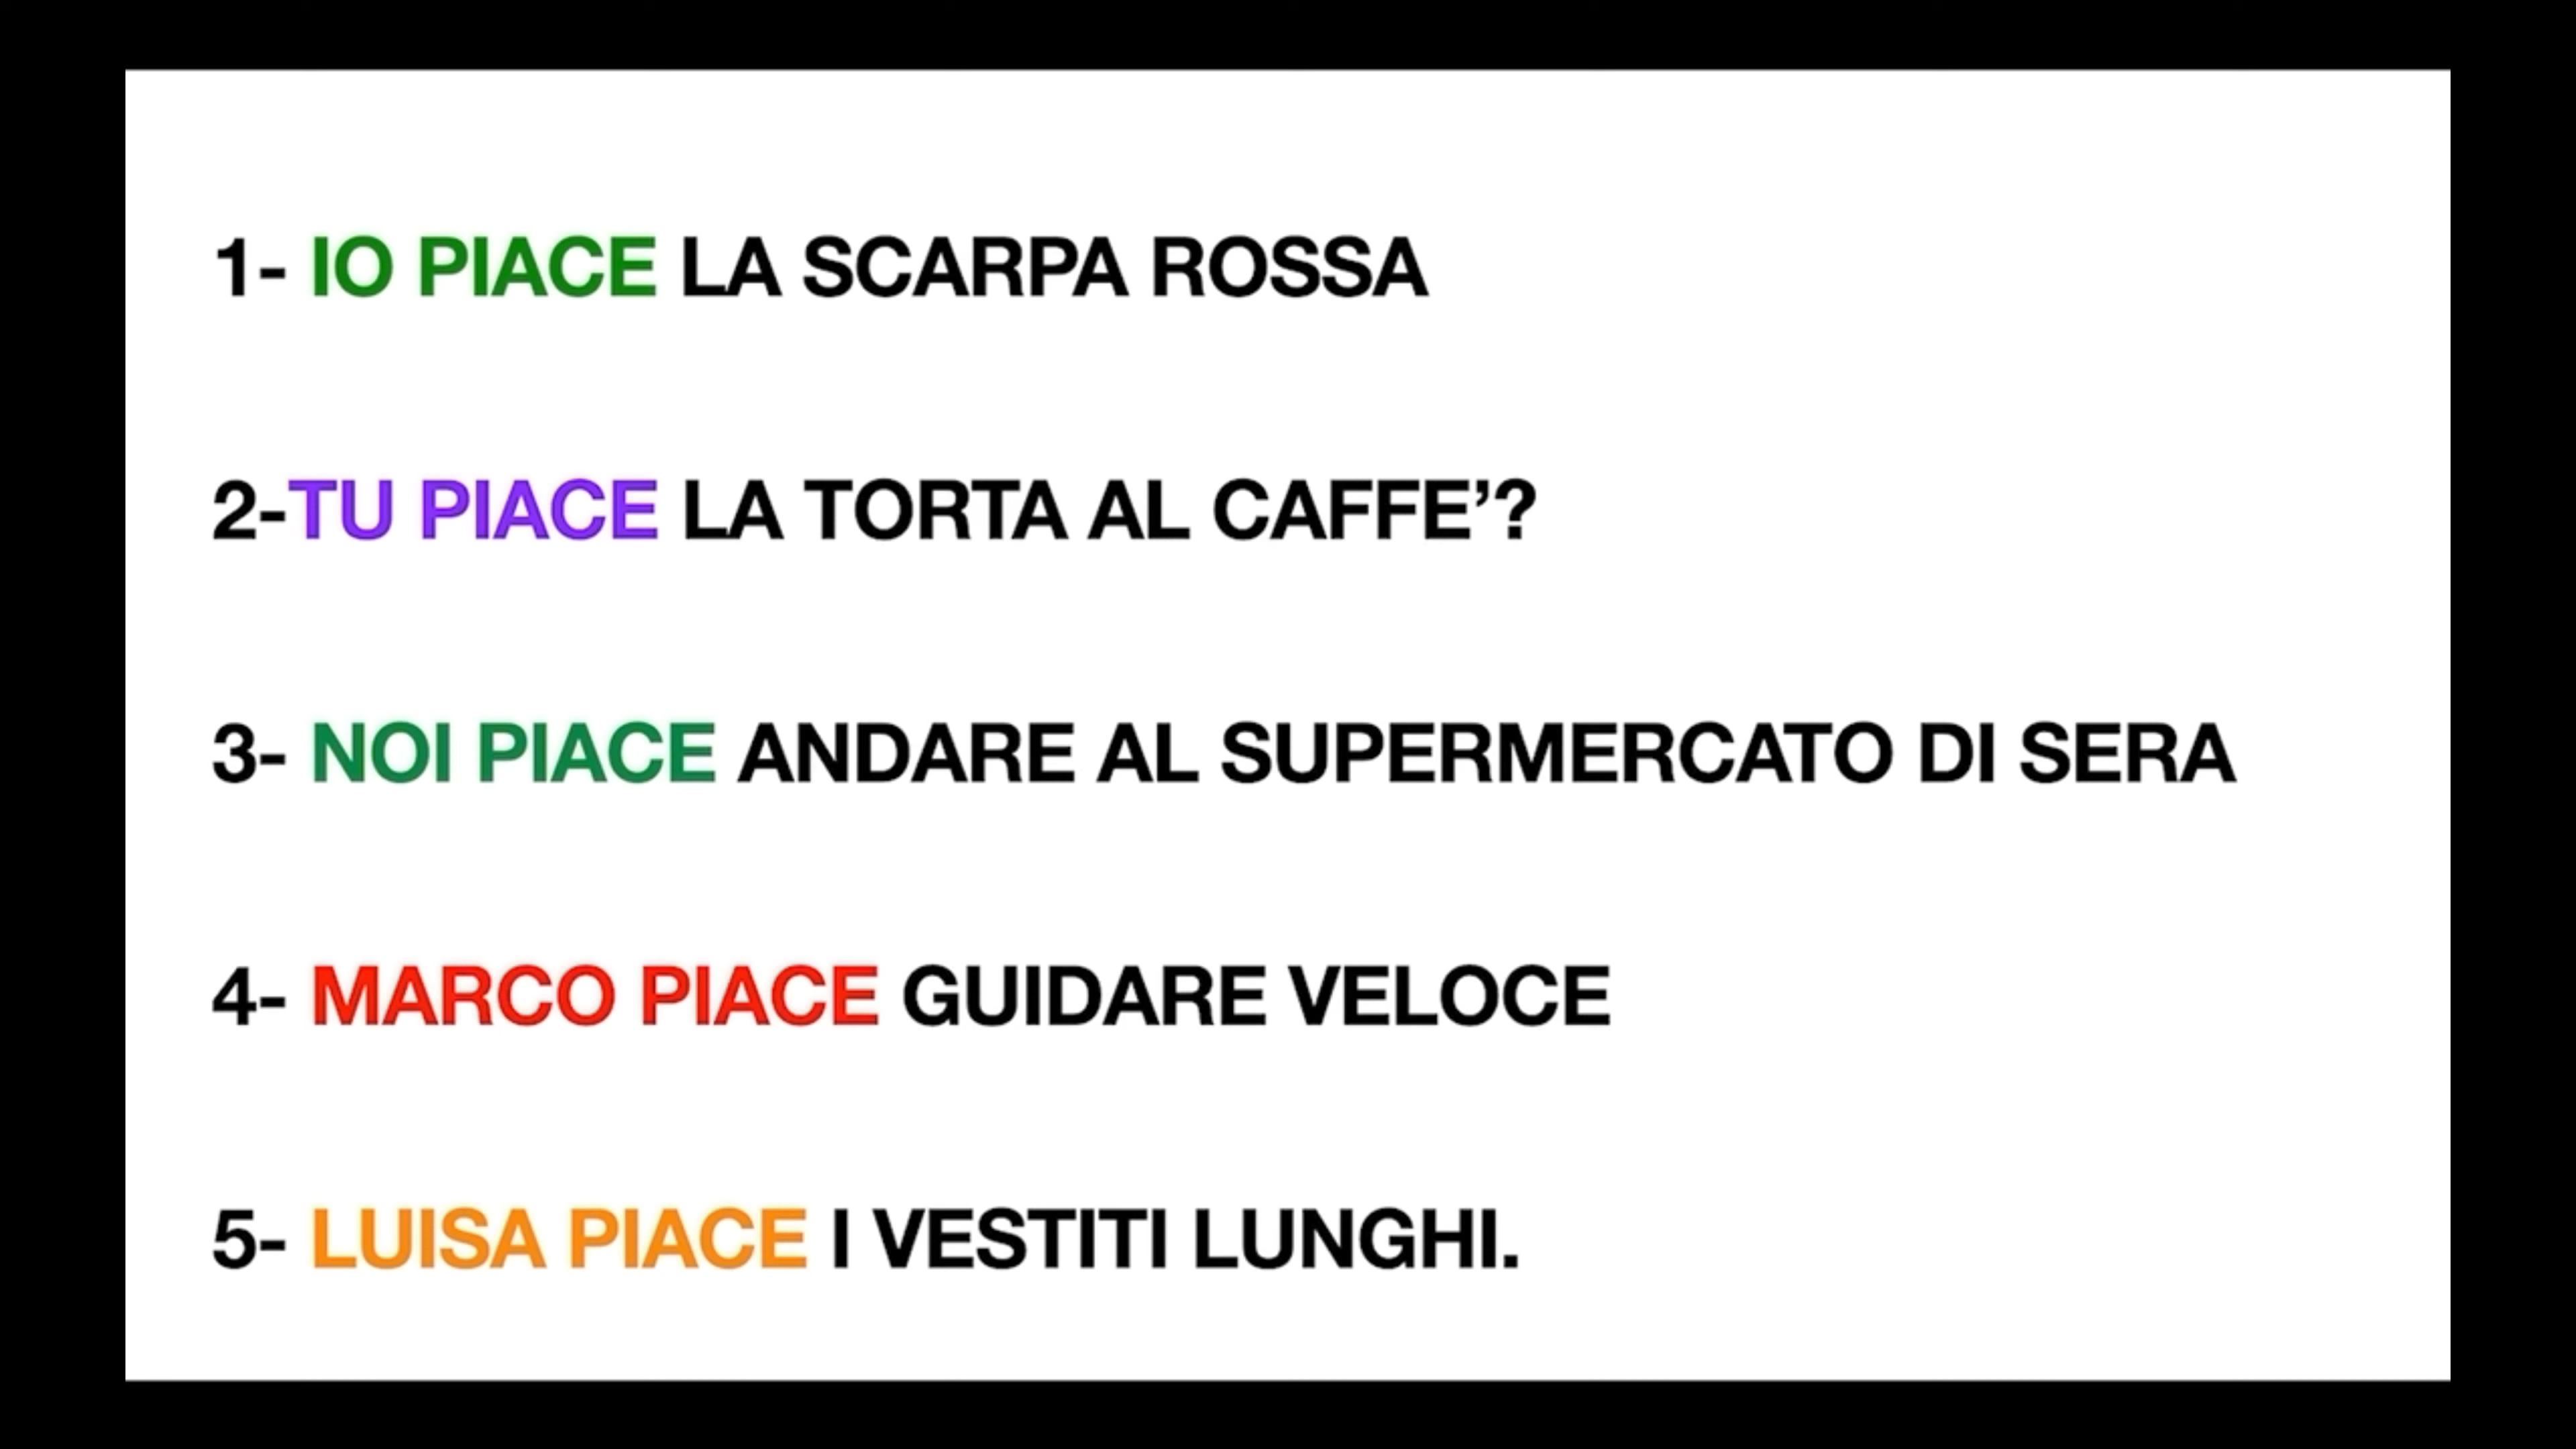 1- IO PIACE LA SCARPA ROSSA
2-TU PIACE LA TORTA AL CAFFE’?
3- NOI PIACE ANDARE AL SUPERMERCATO DI SERA
4- MARCO PIACE GUIDARE VELOCE
5- LUISA PIACE I VESTITI LUNGHI.